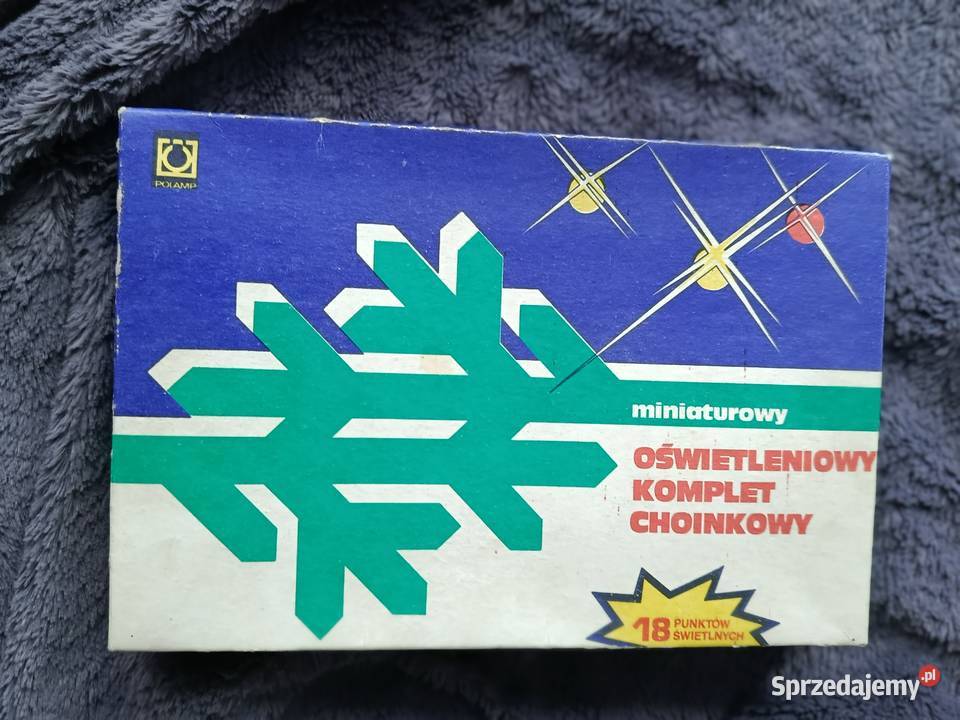 POLAMP
miniaturowy
OŚWIETLENIOWY
KOMPLET
CHOINKOWY
18 PUNKTÓW
ŚWIETLNYCH
Sprzedajemy.pl